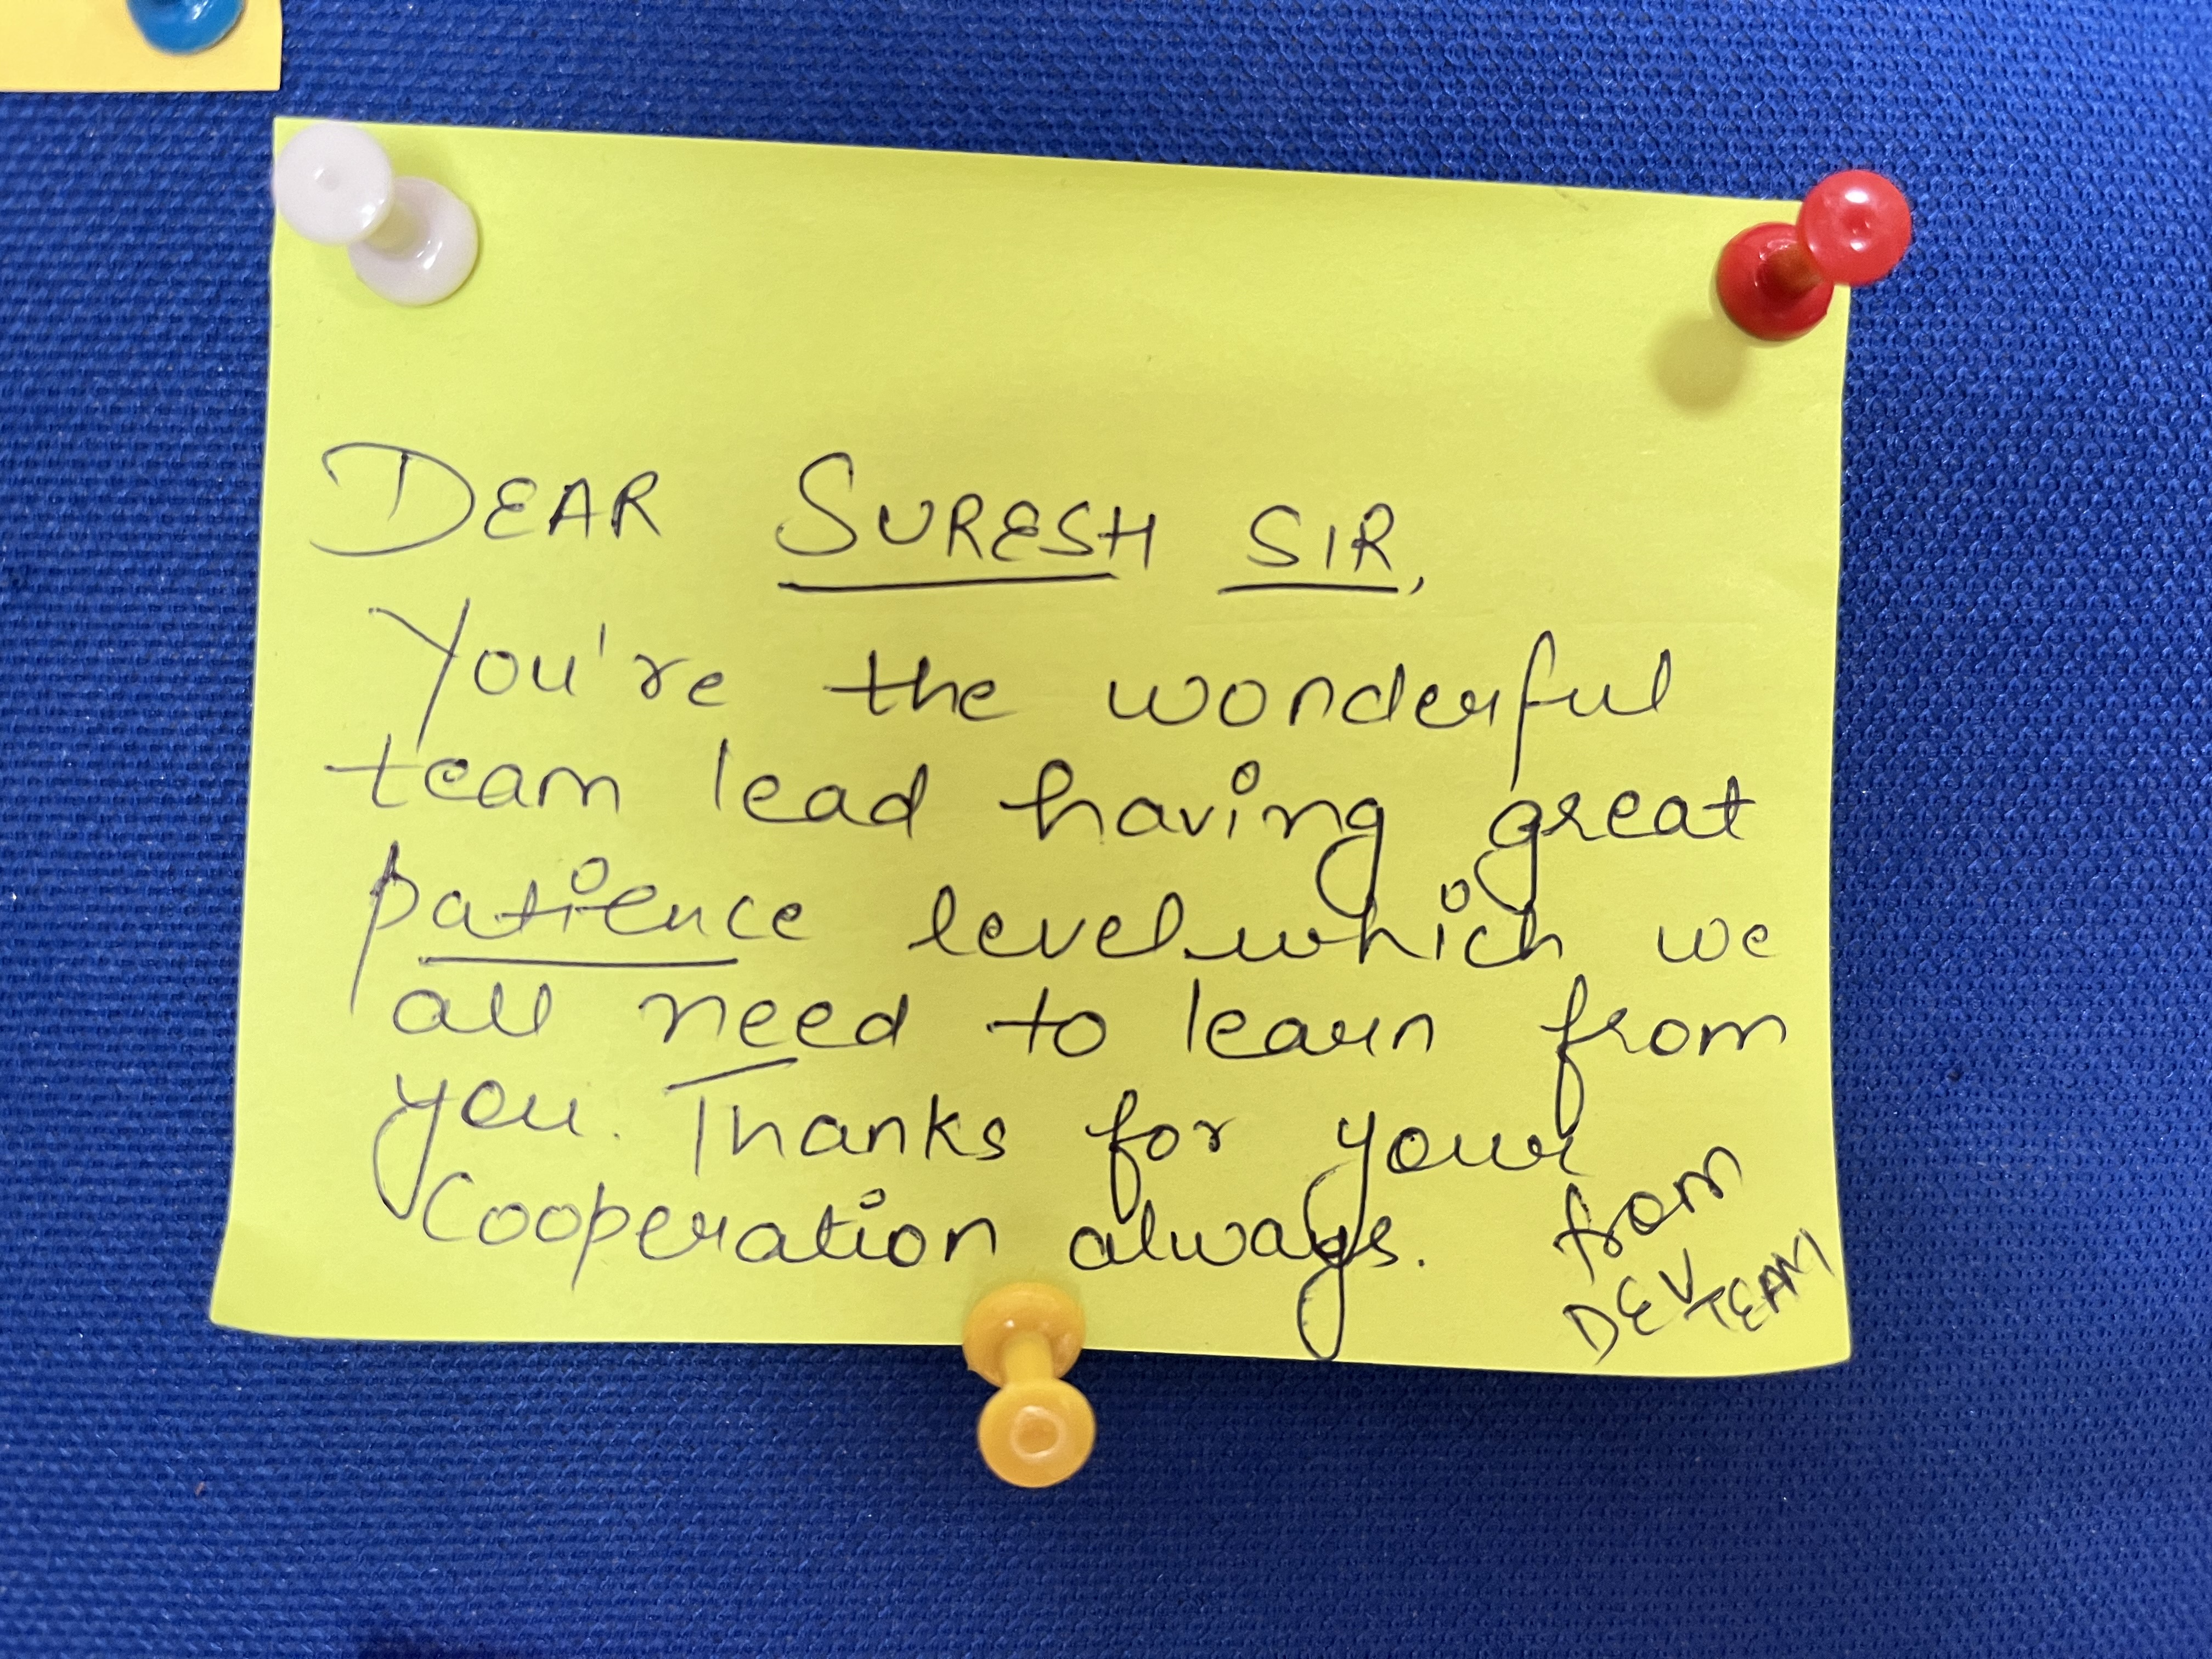 DEAR SURESH SIR,
You're the wonderful
team lead having great
patience level which we
all need to learn from
you. Thanks for your
Cooperation always.
from
DEV TEAM